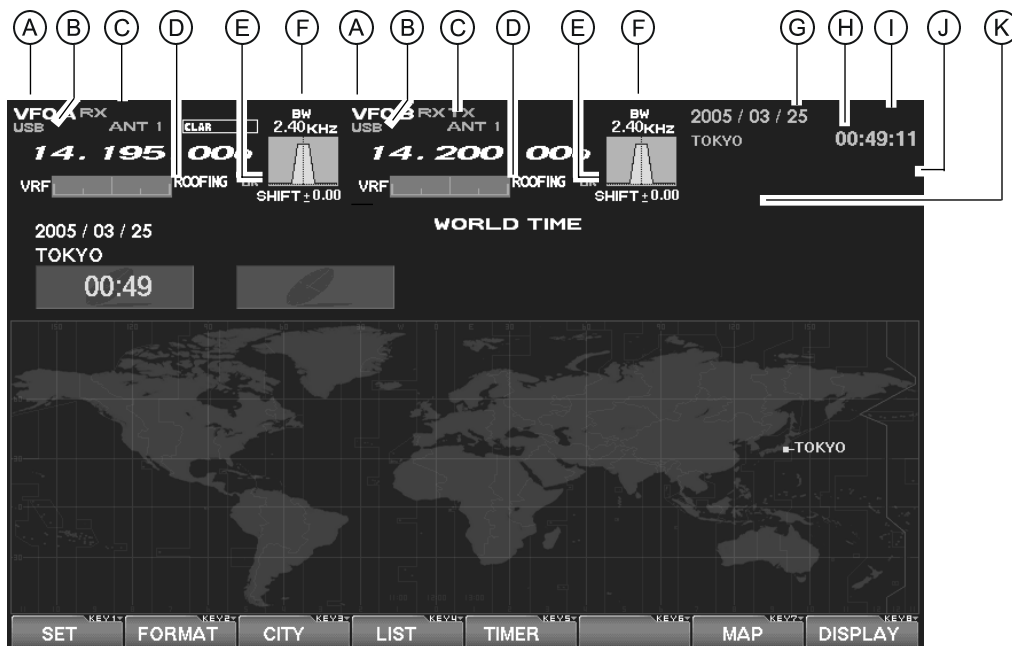 A B C D E F A B C D E F G H I J K
VFO-A RX
USB ANT 1 CLAR
14. 195 000
VRF ROOFING
BW
2.40KHz
SHIFT ± 0.00
VFO-B RX TX
USB ANT 1
14. 200 000
VRF ROOFING
BW
2.40KHz
SHIFT ± 0.00
2005 / 03 / 25
TOKYO 00:49:11
WORLD TIME
2005 / 03 / 25
TOKYO
00:49
TOKYO
KEY1 KEY2 KEY3 KEY4 KEY5 KEY6 KEY7 KEY8
SET FORMAT CITY LIST TIMER MAP DISPLAY